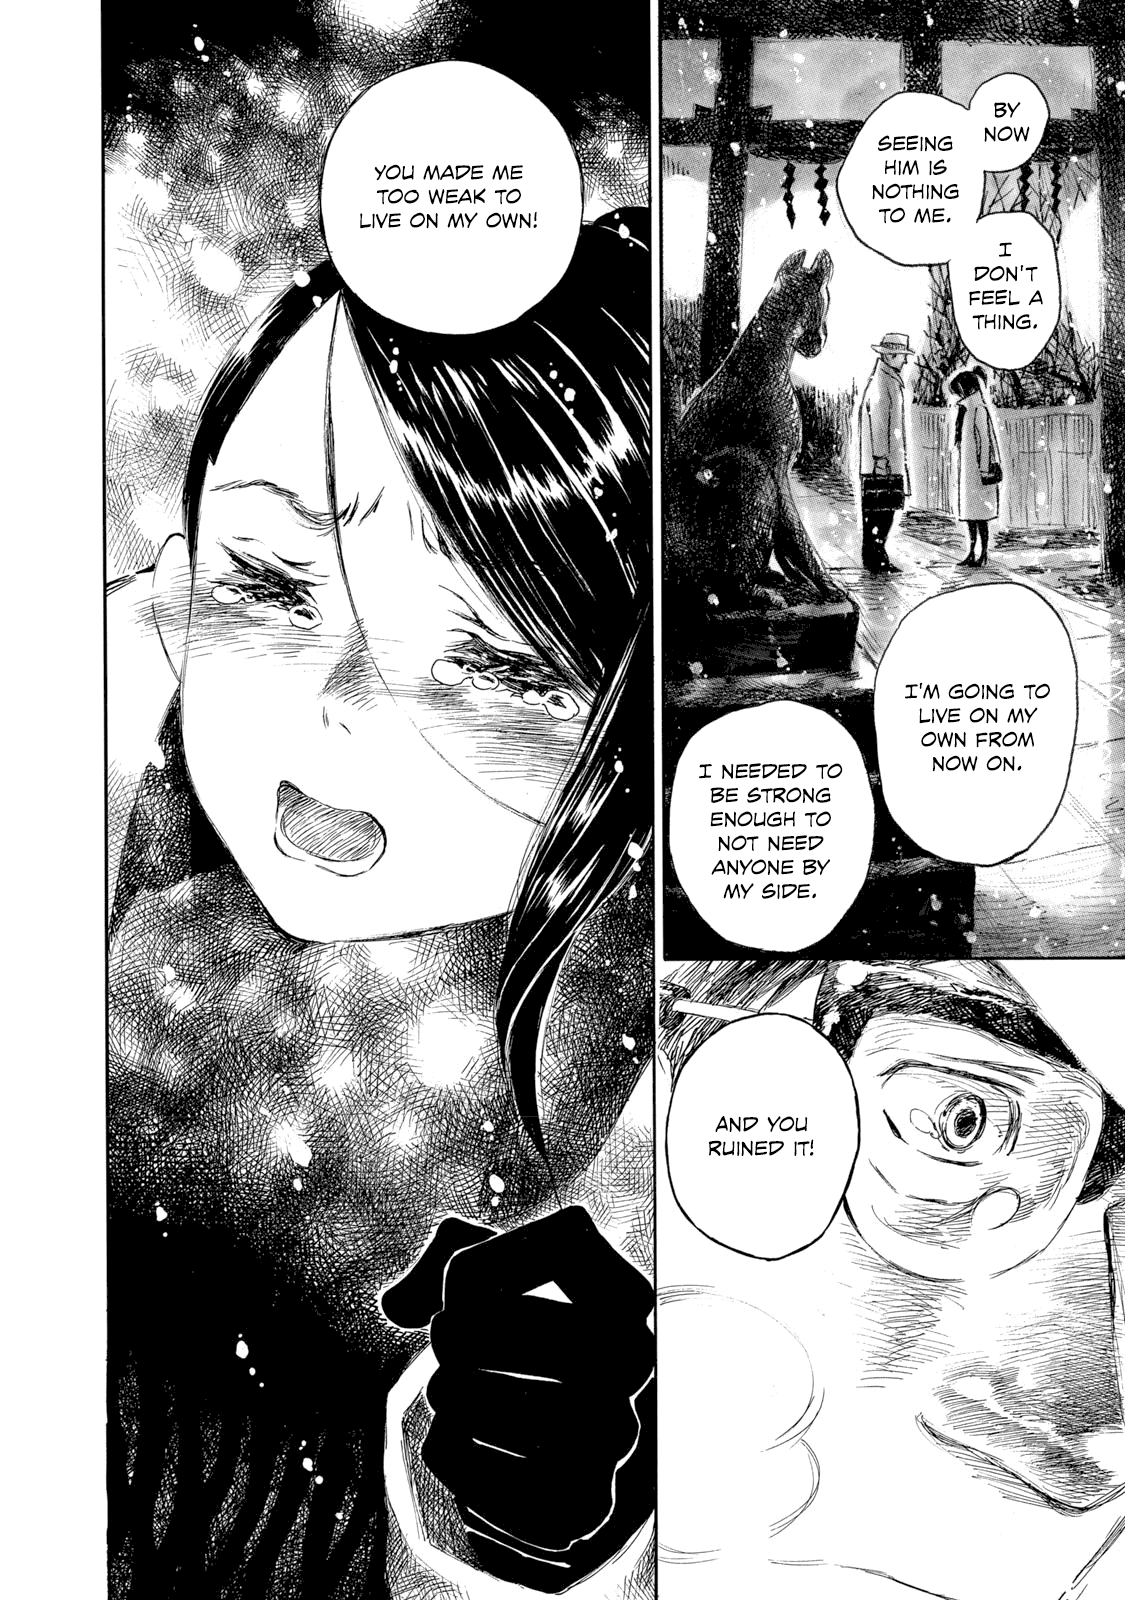 BY
NOW
SEEING
HIM IS
NOTHING
TO ME.
I
DON'T
FEEL A
THING.
I'M GOING TO
LIVE ON MY
OWN FROM
NOW ON.
I NEEDED TO
BE STRONG
ENOUGH TO
NOT NEED
ANYONE BY
MY SIDE.
AND YOU
RUINED IT!
YOU MADE ME
TOO WEAK TO
LIVE ON MY OWN!